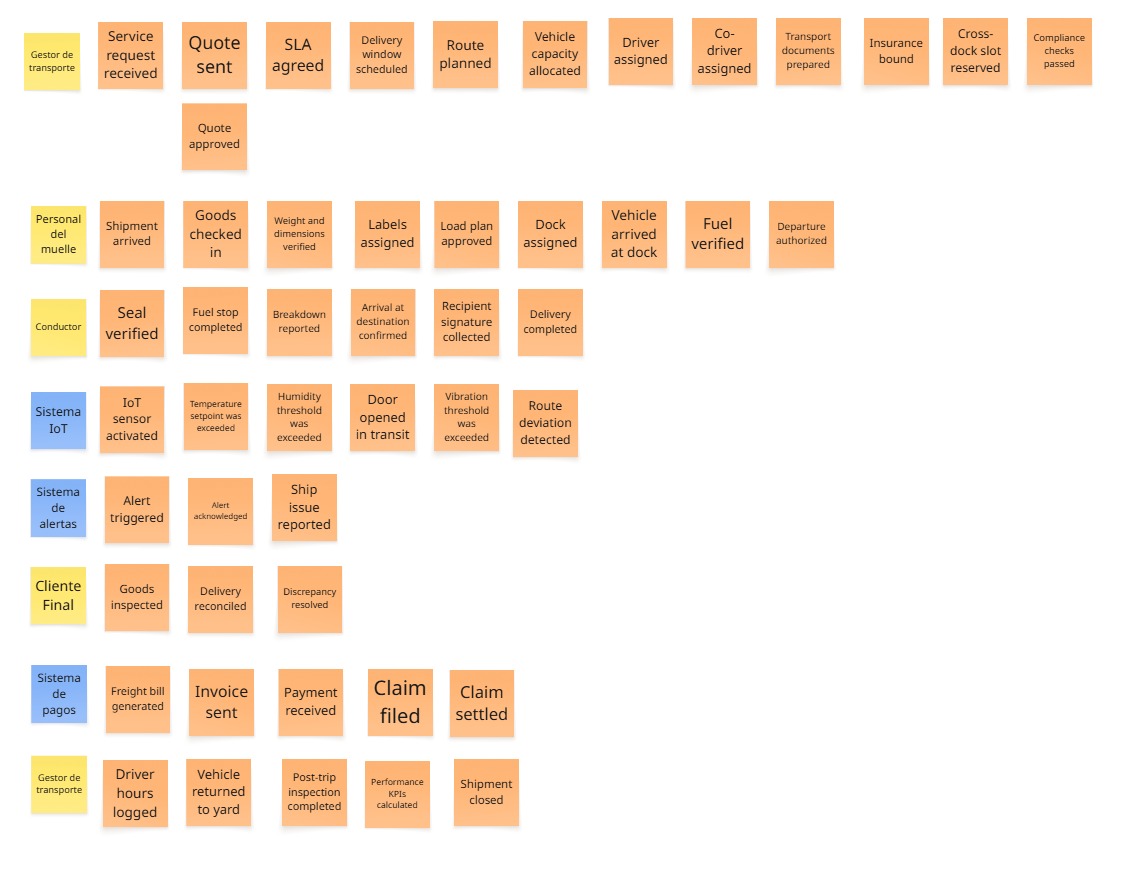 Gestor de
transporte
Service
request
received
Quote
sent
SLA
agreed
Delivery
window
scheduled
Route
planned
Vehicle
capacity
allocated
Driver
assigned
Co-
driver
assigned
Transport
documents
prepared
Insurance
bound
Cross-
dock slot
reserved
Compliance
checks
passed
Quote
approved
Personal
del
muelle
Shipment
arrived
Goods
checked
in
Weight and
dimensions
verified
Labels
assigned
Load plan
approved
Dock
assigned
Vehicle
arrived
at dock
Fuel
verified
Departure
authorized
Conductor
Seal
verified
Fuel stop
completed
Breakdown
reported
Arrival at
destination
confirmed
Recipient
signature
collected
Delivery
completed
Sistema
IoT
IoT
sensor
activated
Temperature
setpoint was
exceeded
Humidity
threshold
was
exceeded
Door
opened
in transit
Vibration
threshold
was
exceeded
Route
deviation
detected
Sistema
de
alertas
Alert
triggered
Alert
acknowledged
Ship
issue
reported
Cliente
Final
Goods
inspected
Delivery
reconciled
Discrepancy
resolved
Sistema
de
pagos
Freight bill
generated
Invoice
sent
Payment
received
Claim
filed
Claim
settled
Gestor de
transporte
Driver
hours
logged
Vehicle
returned
to yard
Post-trip
inspection
completed
Performance
KPIs
calculated
Shipment
closed